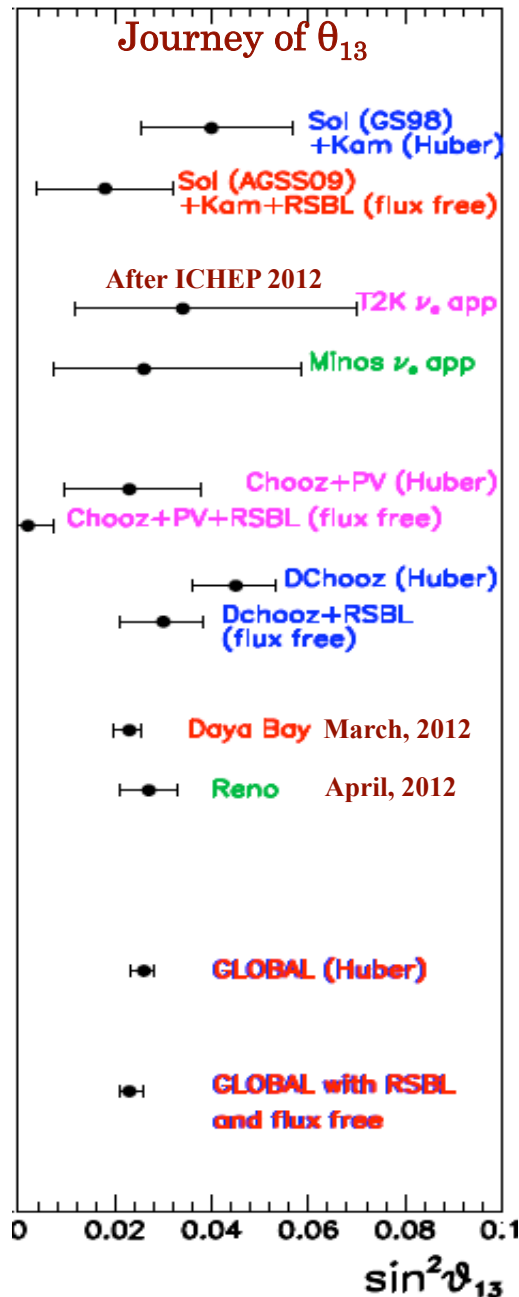 Journey of θ₁₃
Sol (GS98)
+Kam (Huber)
Sol (AGSS09)
+Kam+RSBL (flux free)
After ICHEP 2012
T2K νₑ app
Minos νₑ app
Chooz+PV (Huber)
Chooz+PV+RSBL (flux free)
DChooz (Huber)
Dchooz+RSBL
(flux free)
Daya Bay March, 2012
Reno April, 2012
GLOBAL (Huber)
GLOBAL with RSBL
and flux free
0 0.02 0.04 0.06 0.08 0.1
sin²ϑ₁₃